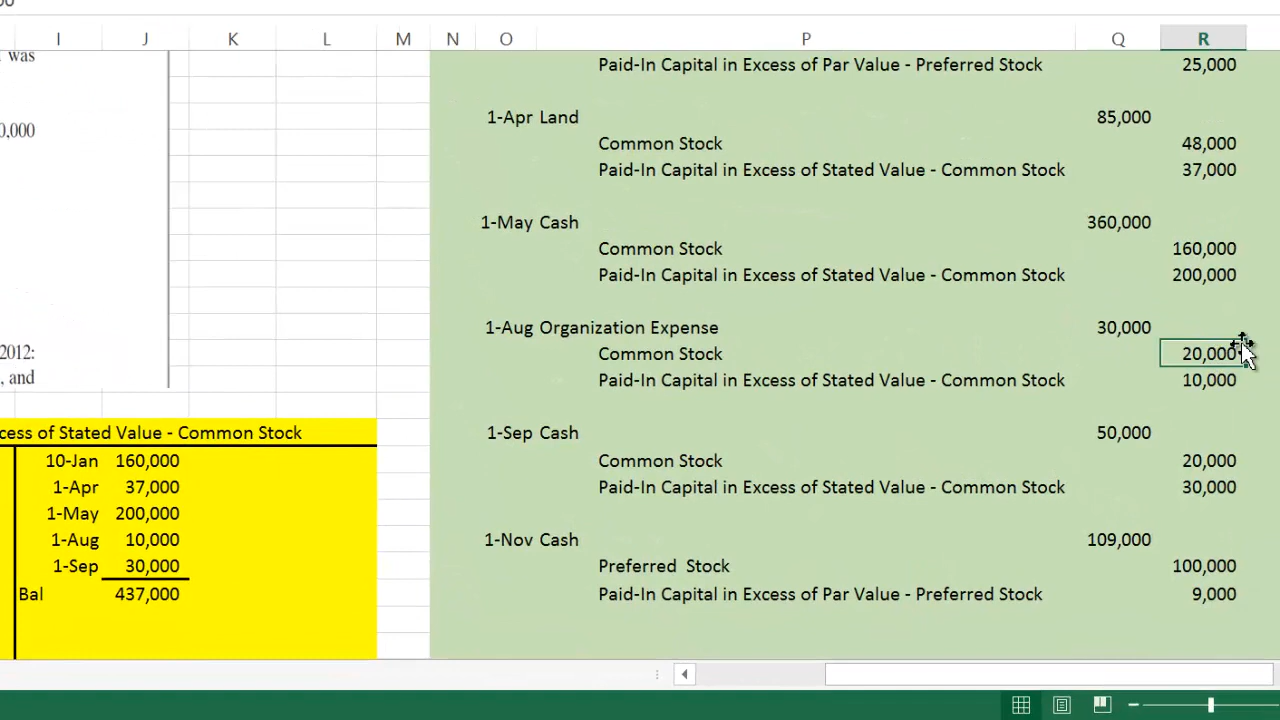 I J K L M N O P Q R
was
0,000
2012:
, and
Paid-In Capital in Excess of Par Value - Preferred Stock 25,000
1-Apr Land 85,000
Common Stock 48,000
Paid-In Capital in Excess of Stated Value - Common Stock 37,000
1-May Cash 360,000
Common Stock 160,000
Paid-In Capital in Excess of Stated Value - Common Stock 200,000
1-Aug Organization Expense 30,000
Common Stock 20,000
Paid-In Capital in Excess of Stated Value - Common Stock 10,000
1-Sep Cash 50,000
Common Stock 20,000
Paid-In Capital in Excess of Stated Value - Common Stock 30,000
1-Nov Cash 109,000
Preferred Stock 100,000
Paid-In Capital in Excess of Par Value - Preferred Stock 9,000
cess of Stated Value - Common Stock
10-Jan 160,000
1-Apr 37,000
1-May 200,000
1-Aug 10,000
1-Sep 30,000
Bal 437,000